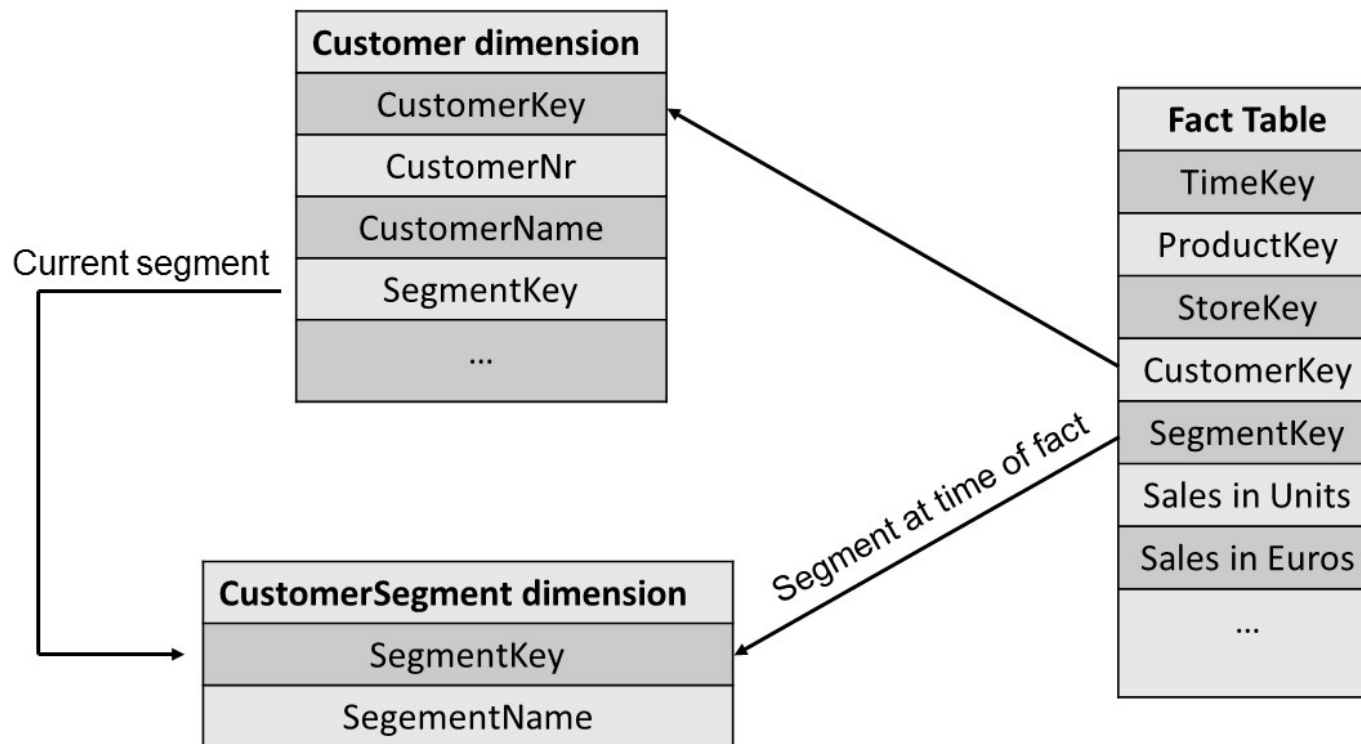 Customer dimension
CustomerKey
CustomerNr
CustomerName
SegmentKey
...
Current segment
Fact Table
TimeKey
ProductKey
StoreKey
CustomerKey
SegmentKey
Sales in Units
Sales in Euros
...
Segment at time of fact
CustomerSegment dimension
SegmentKey
SegementName